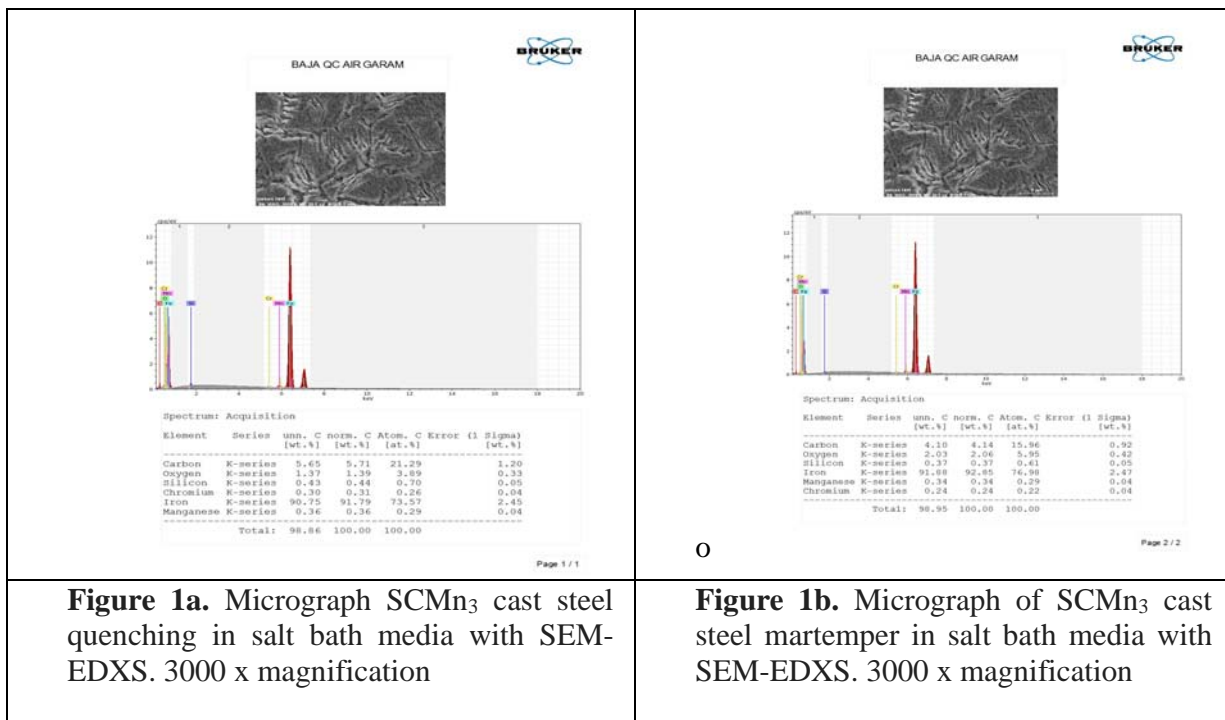 BRUKER
BAJA QC AIR GARAM
Spectrum: Acquisition
Element Series unn. C norm. C Atom. C Error (1 Sigma)
[wt.%] [wt.%] [at.%] [wt.%]
Carbon K-series 5.65 5.71 21.29 1.20
Oxygen K-series 1.37 1.39 3.89 0.33
Silicon K-series 0.43 0.44 0.70 0.05
Chromium K-series 0.30 0.31 0.26 0.04
Iron K-series 90.75 91.79 73.57 2.45
Manganese K-series 0.36 0.36 0.29 0.04
Total: 98.86 100.00 100.00
Page 1 / 1
Figure 1a. Micrograph SCMn₃ cast steel
quenching in salt bath media with SEM-
EDXS. 3000 x magnification
BRUKER
BAJA QC AIR GARAM
Spectrum: Acquisition
Element Series unn. C norm. C Atom. C Error (1 Sigma)
[wt.%] [wt.%] [at.%] [wt.%]
Carbon K-series 4.10 4.14 15.96 0.92
Oxygen K-series 2.03 2.06 5.95 0.42
Silicon K-series 0.37 0.37 0.61 0.05
Iron K-series 91.88 92.85 76.98 2.47
Manganese K-series 0.34 0.34 0.29 0.04
Chromium K-series 0.24 0.24 0.22 0.04
Total: 98.95 100.00 100.00
Page 2 / 2
O
Figure 1b. Micrograph of SCMn₃ cast
steel martemper in salt bath media with
SEM-EDXS. 3000 x magnification